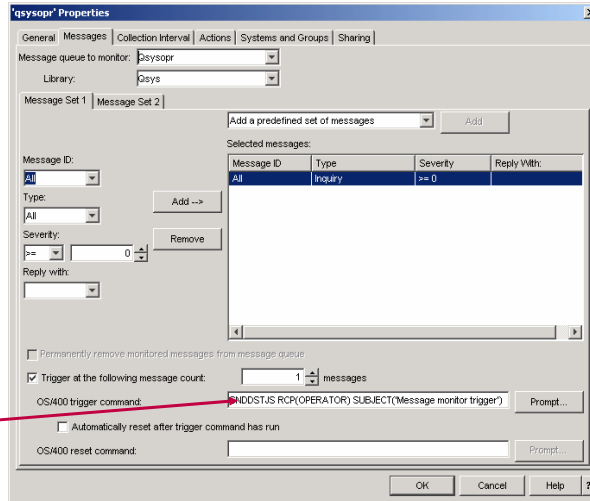 'qsysopr' Properties
General Messages Collection Interval Actions Systems and Groups Sharing
Message queue to monitor: Qsysopr
Library: Qsys
Message Set 1 Message Set 2
Add a predefined set of messages Add
Selected messages:
Message ID Type Severity Reply With:
All Inquiry >= 0
Message ID:
All
Type:
All
Add -->
Severity:
>= 0
Remove
Reply with:
Permanently remove monitored messages from message queue
Trigger at the following message count: 1 messages
OS/400 trigger command: SNDDSTJS RCP(OPERATOR) SUBJECT('Message monitor trigger') Prompt...
Automatically reset after trigger command has run
OS/400 reset command: Prompt...
OK Cancel Help ?